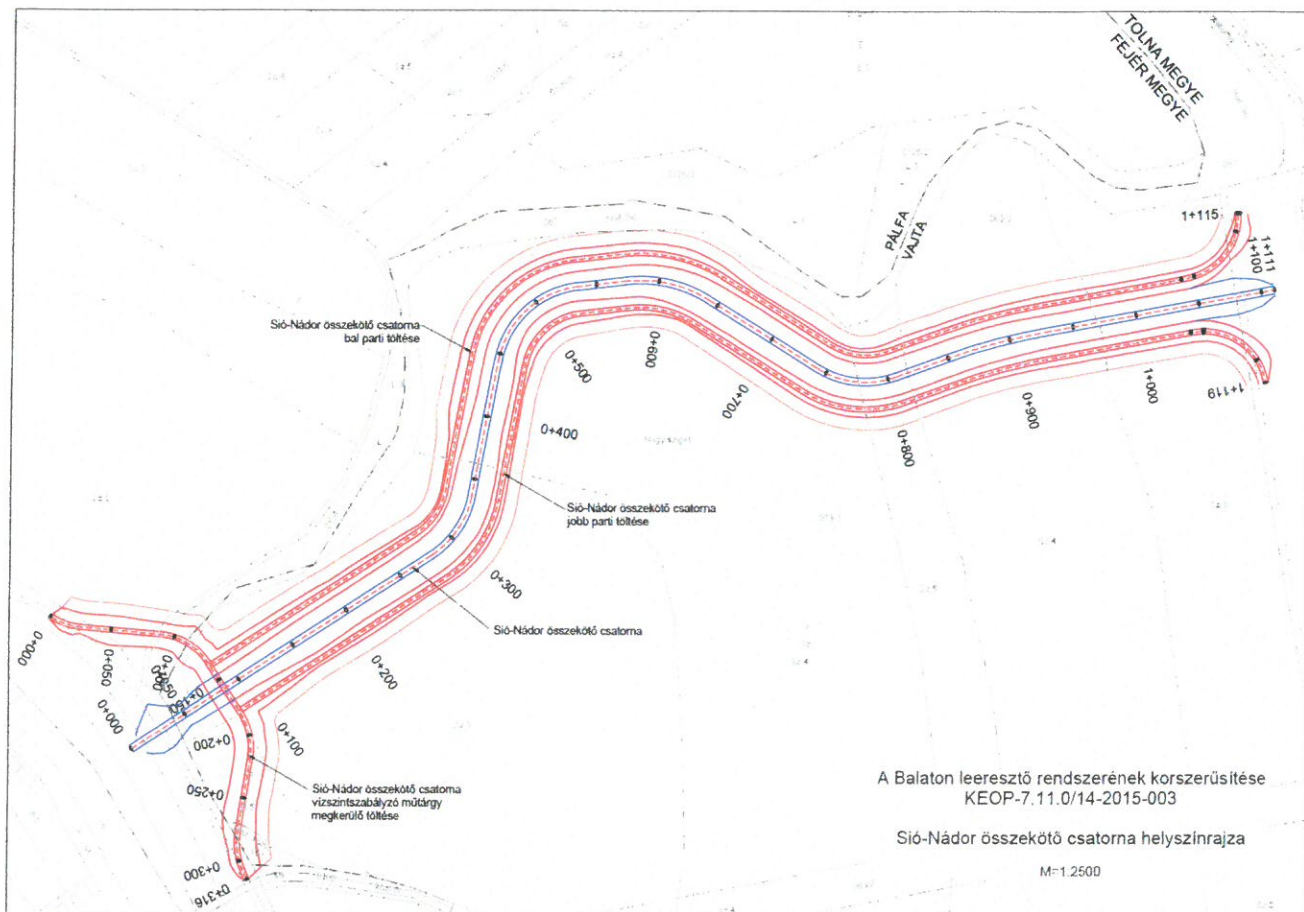 TOLNA MEGYE
FEJÉR MEGYE
PÁLFA
VAJTA
1+115
1+111
1+100
1+119
Sió-Nádor összekötő csatorna
bal parti töltése
0+500
0+600
0+700
0+800
0+900
1+000
0+400
Sió-Nádor összekötő csatorna
jobb parti töltése
0+300
Sió-Nádor összekötő csatorna
0+200
0+100
0+000
0+050
0+150
0+000
0+200
0+250
0+300
0+316
Sió-Nádor összekötő csatorna
vízszintszabályzó műtárgy
megkerülő töltése
A Balaton leeresztő rendszerének korszerűsítése
KEOP-7.11.0/14-2015-003
Sió-Nádor összekötő csatorna helyszínrajza
M=1:2500